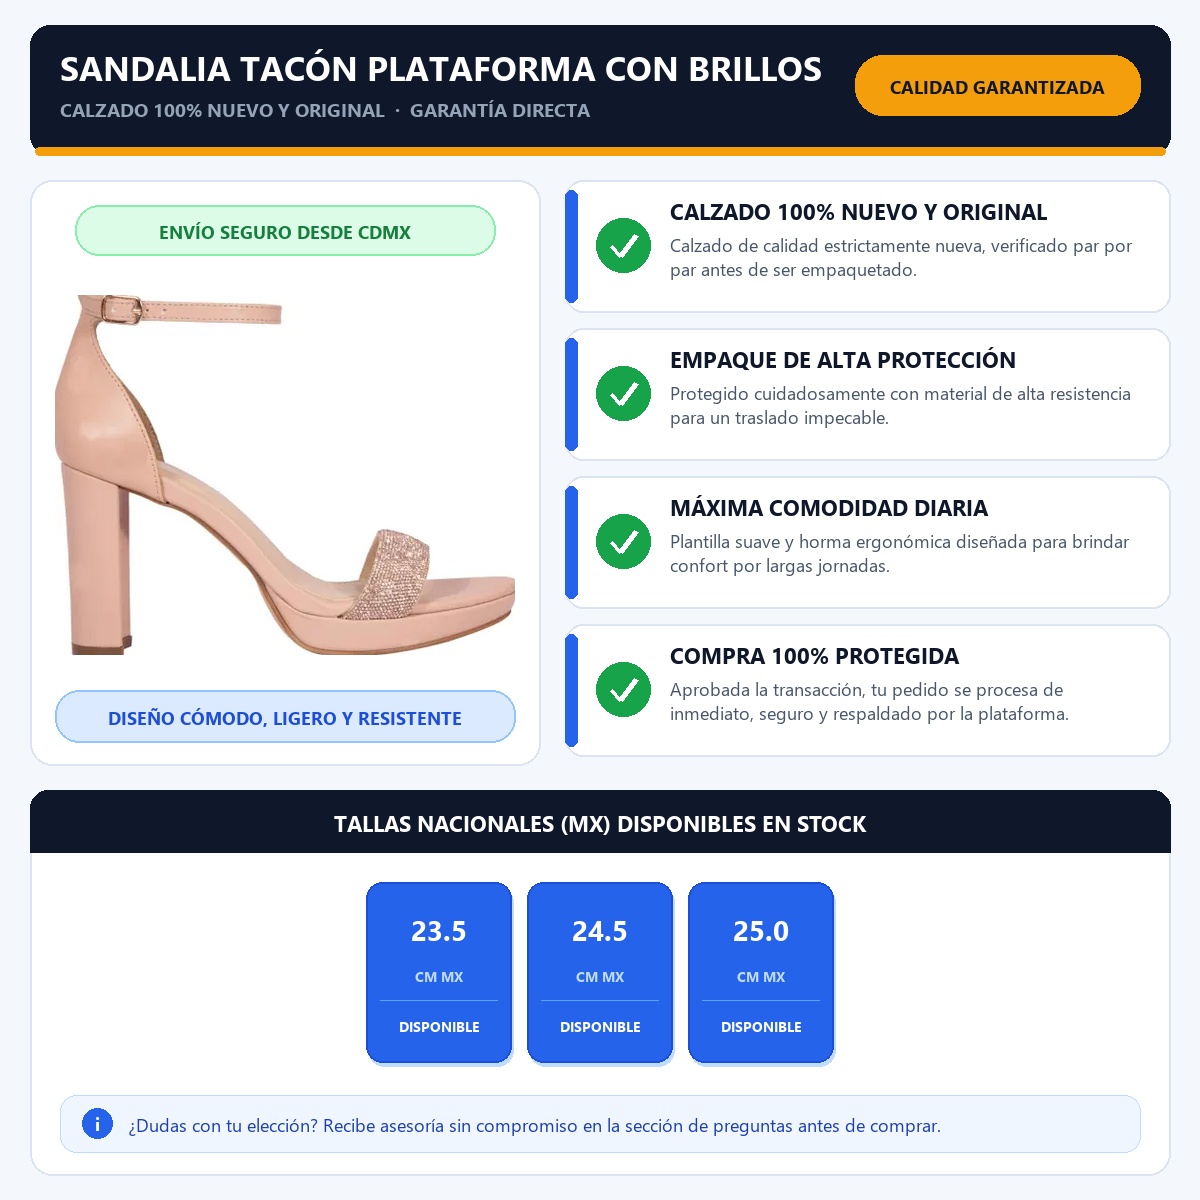 SANDALIA TACÓN PLATAFORMA CON BRILLOS
CALZADO 100% NUEVO Y ORIGINAL · GARANTÍA DIRECTA
CALIDAD GARANTIZADA
ENVÍO SEGURO DESDE CDMX
DISEÑO CÓMODO, LIGERO Y RESISTENTE
CALZADO 100% NUEVO Y ORIGINAL
Calzado de calidad estrictamente nueva, verificado par por
par antes de ser empaquetado.
EMPAQUE DE ALTA PROTECCIÓN
Protegido cuidadosamente con material de alta resistencia
para un traslado impecable.
MÁXIMA COMODIDAD DIARIA
Plantilla suave y horma ergonómica diseñada para brindar
confort por largas jornadas.
COMPRA 100% PROTEGIDA
Aprobada la transacción, tu pedido se procesa de
inmediato, seguro y respaldado por la plataforma.
TALLAS NACIONALES (MX) DISPONIBLES EN STOCK
23.5
CM MX
DISPONIBLE
24.5
CM MX
DISPONIBLE
25.0
CM MX
DISPONIBLE
¿Dudas con tu elección? Recibe asesoría sin compromiso en la sección de preguntas antes de comprar.